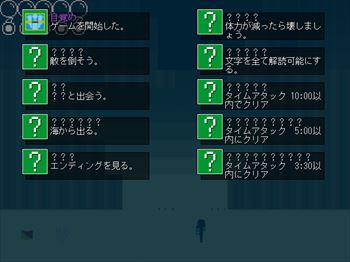 目覚め
ゲームを開始した。
？？？？
敵を倒そう。
？？
？？と出会う。
？？？？？？
海から出る。
？？？
エンディングを見る。
？？？？
体力が減ったら壊しましょう。
？？？？
文字を全て解読可能にする。
？？？？？？？？？
タイムアタック 10:00以
内でクリア
？？？？？？？？？
タイムアタック 5:00以
内にクリア
？？？？？？？？？？
タイムアタック 3:30以
内にクリア